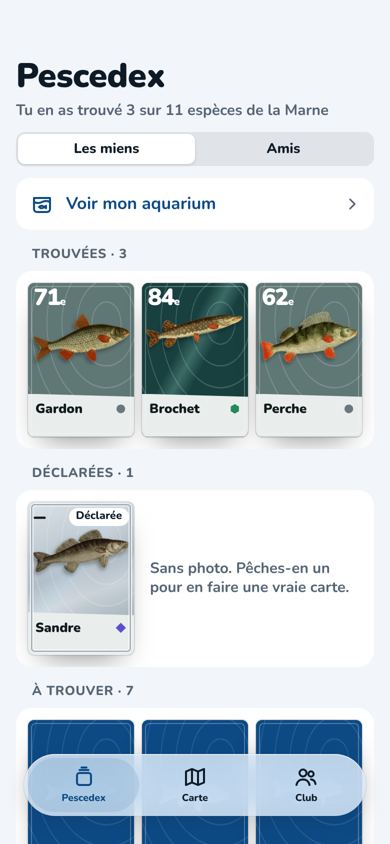 Pescedex
Tu en as trouvé 3 sur 11 espèces de la Marne
Les miens
Amis
Voir mon aquarium
TROUVÉES · 3
71e
84e
62e
Gardon
Brochet
Perche
DÉCLARÉES · 1
—
Déclarée
Sandre
Sans photo. Pêches-en un
pour en faire une vraie carte.
À TROUVER · 7
Pescedex
Carte
Club